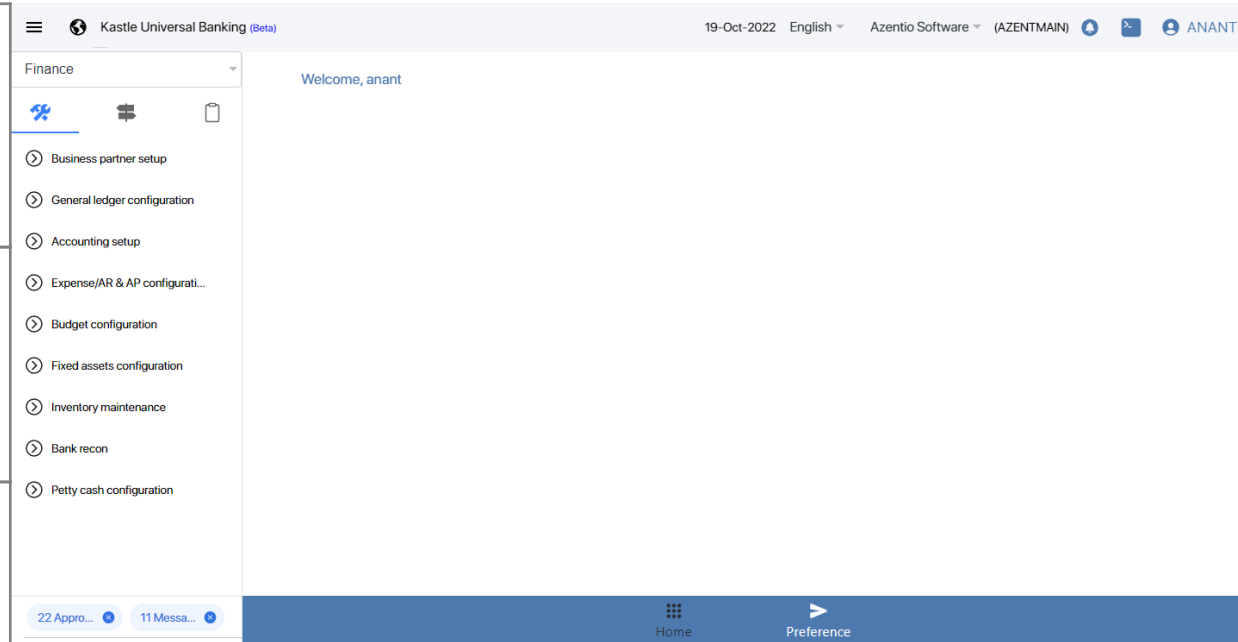 Kastle Universal Banking (Beta)
19-Oct-2022 English Azentio Software (AZENTMAIN) ANANT
Finance
Welcome, anant
Business partner setup
General ledger configuration
Accounting setup
Expense/AR & AP configurati...
Budget configuration
Fixed assets configuration
Inventory maintenance
Bank recon
Petty cash configuration
22 Appro... 11 Messa...
Home Preference